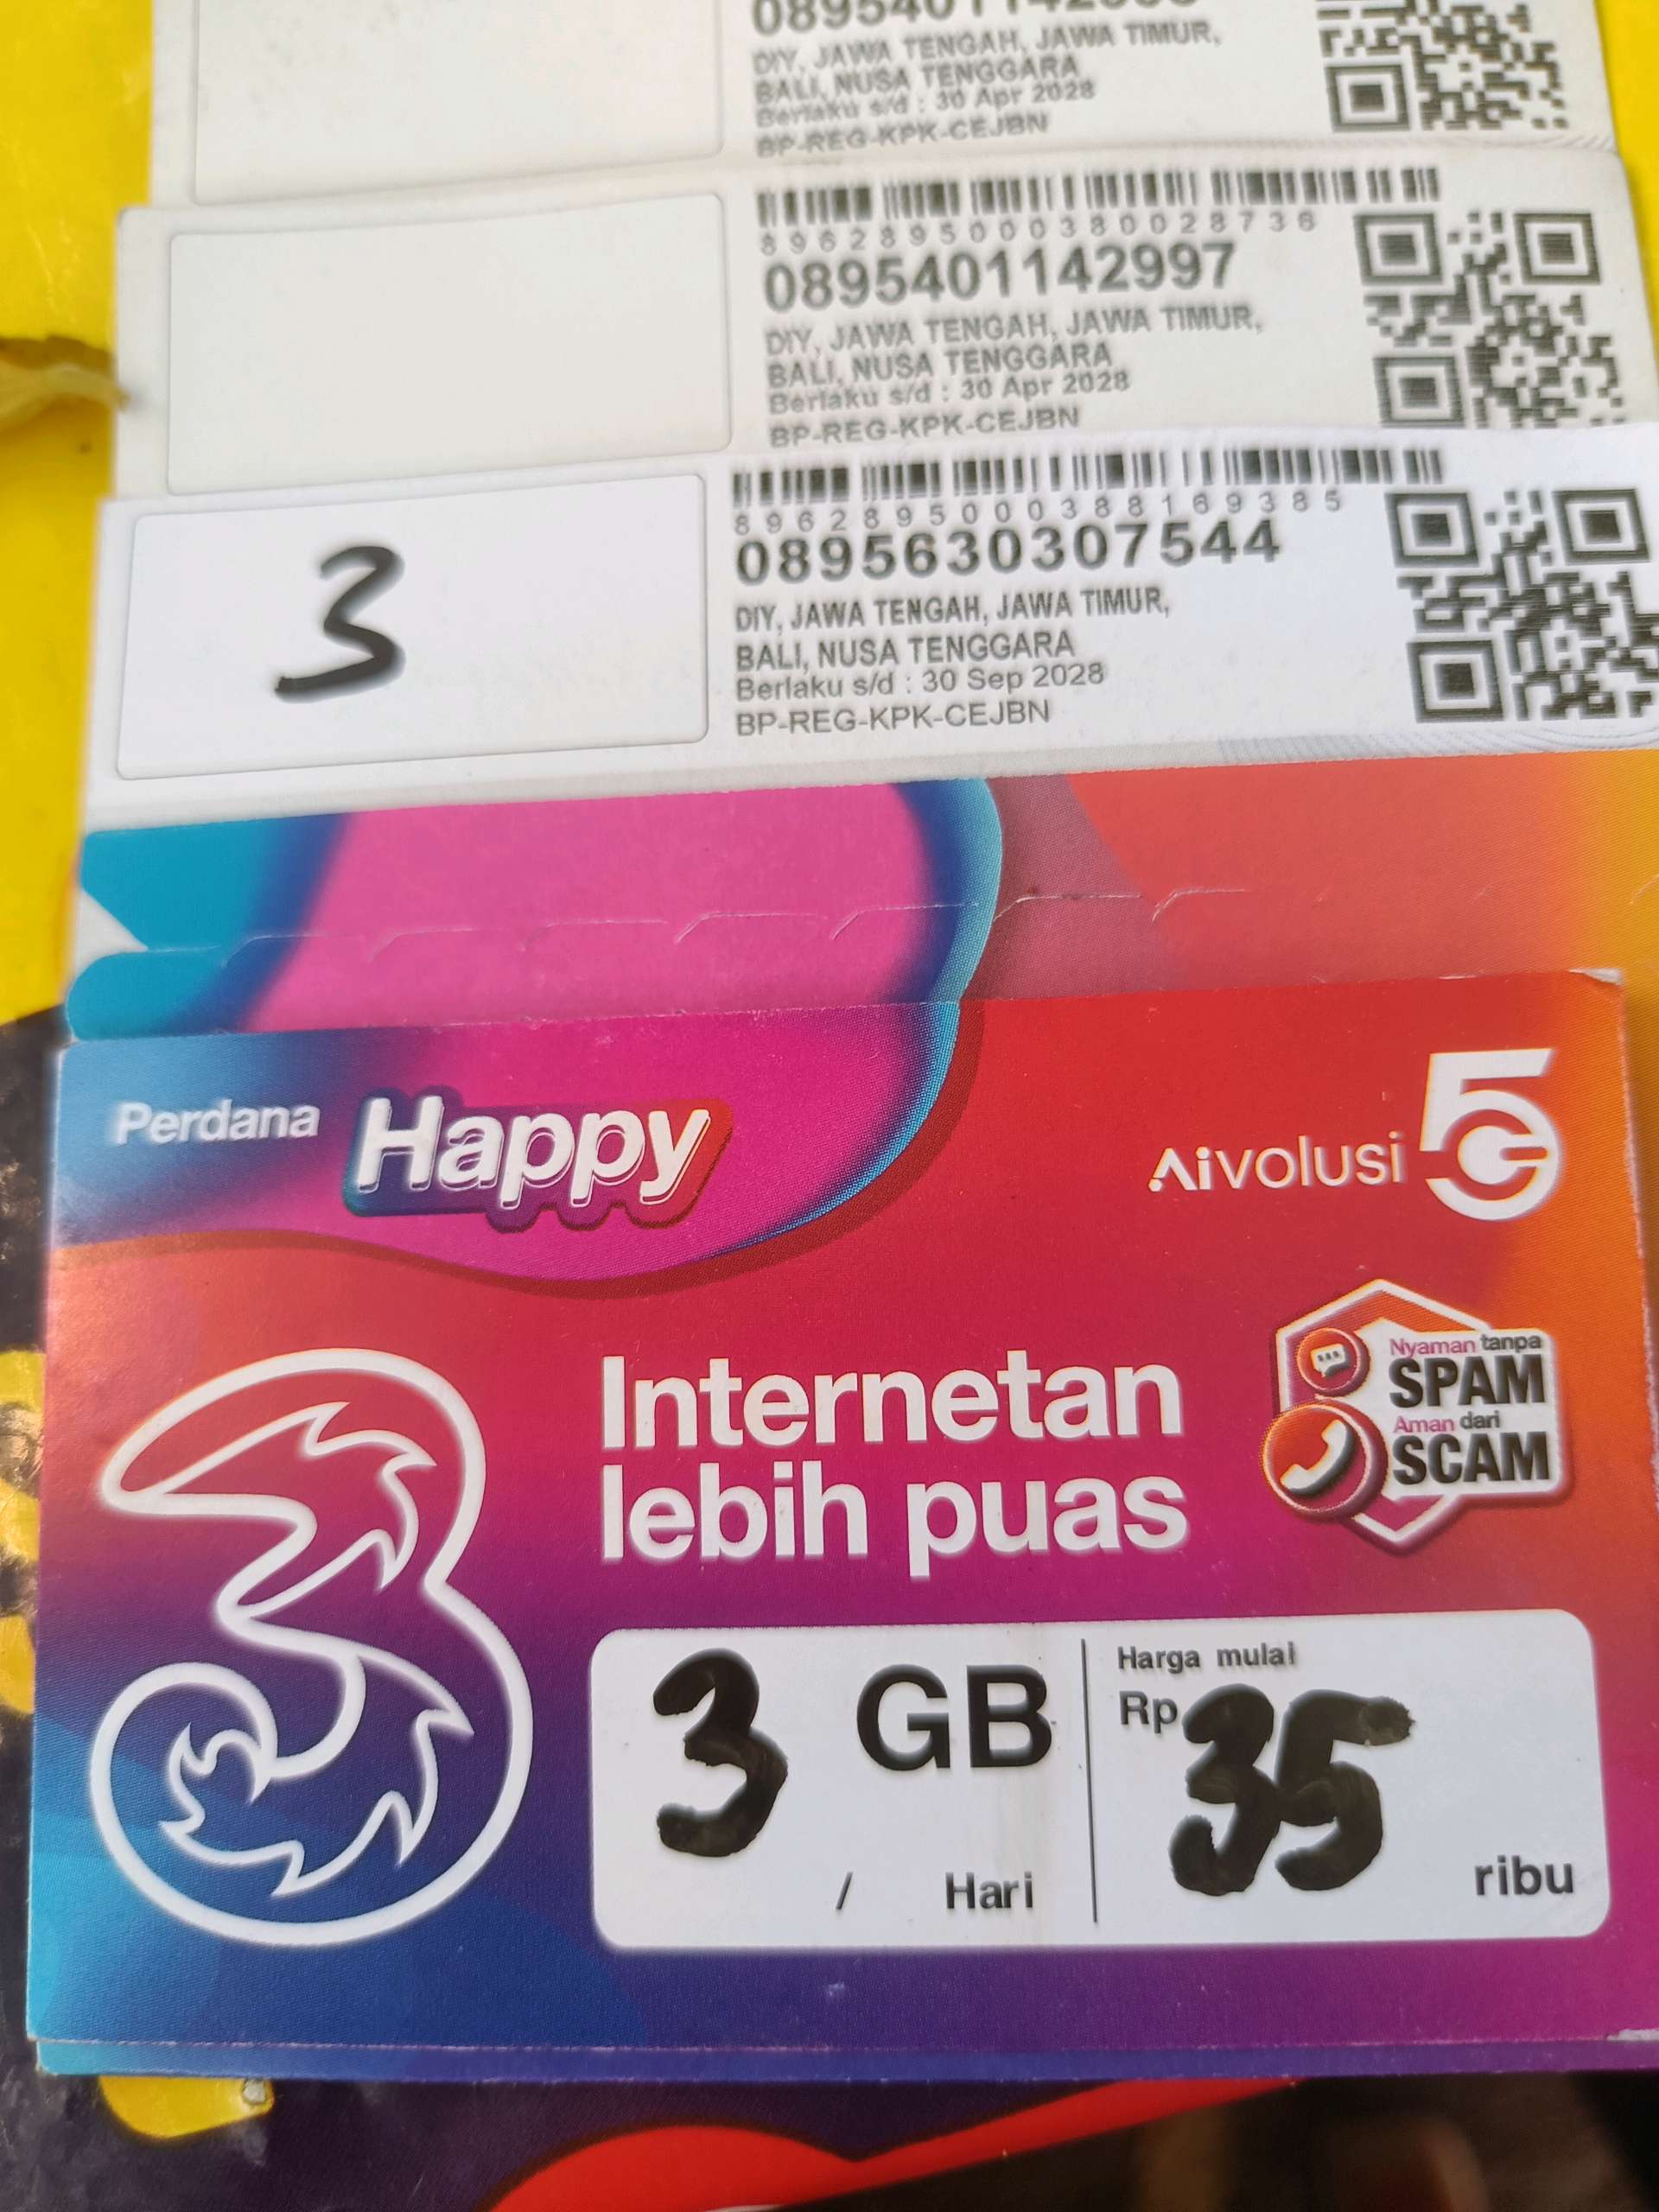 DIY, JAWA TENGAH, JAWA TIMUR,
BALI, NUSA TENGGARA
Berlaku s/d : 30 Apr 2028
BP-REG-KPK-CEJBN
8962895000380028736
0895401142997
DIY, JAWA TENGAH, JAWA TIMUR,
BALI, NUSA TENGGARA
Berlaku s/d : 30 Apr 2028
BP-REG-KPK-CEJBN
3
8962895000388169385
0895630307544
DIY, JAWA TENGAH, JAWA TIMUR,
BALI, NUSA TENGGARA
Berlaku s/d : 30 Sep 2028
BP-REG-KPK-CEJBN
Perdana Happy
Aivolusi 5G
3
Internetan
lebih puas
Nyaman tanpa
SPAM
Aman dari
SCAM
3 GB
/ Hari
Harga mulai
Rp 35
ribu